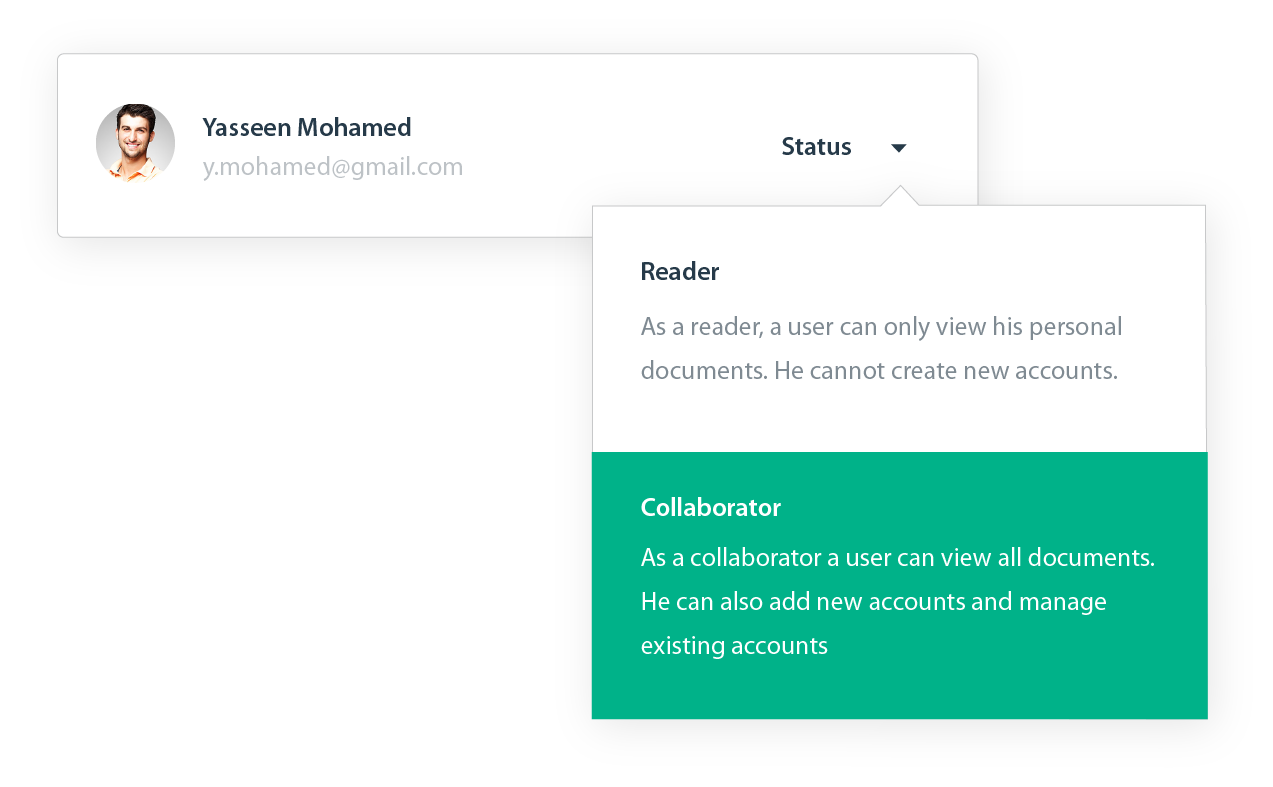 Yasseen Mohamed
y.mohamed@gmail.com
Status
Reader
As a reader, a user can only view his personal
documents. He cannot create new accounts.
Collaborator
As a collaborator a user can view all documents.
He can also add new accounts and manage
existing accounts